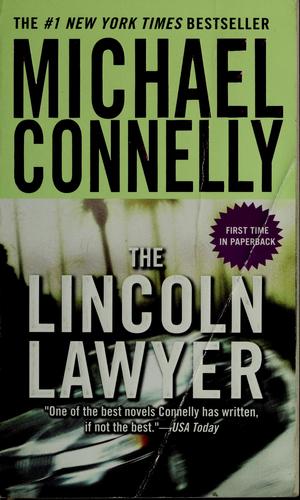 THE #1 NEW YORK TIMES BESTSELLER
MICHAEL
CONNELLY
FIRST TIME
IN PAPERBACK
THE
LINCOLN
LAWYER
"One of the best novels Connelly has written,
if not the best."—USA Today